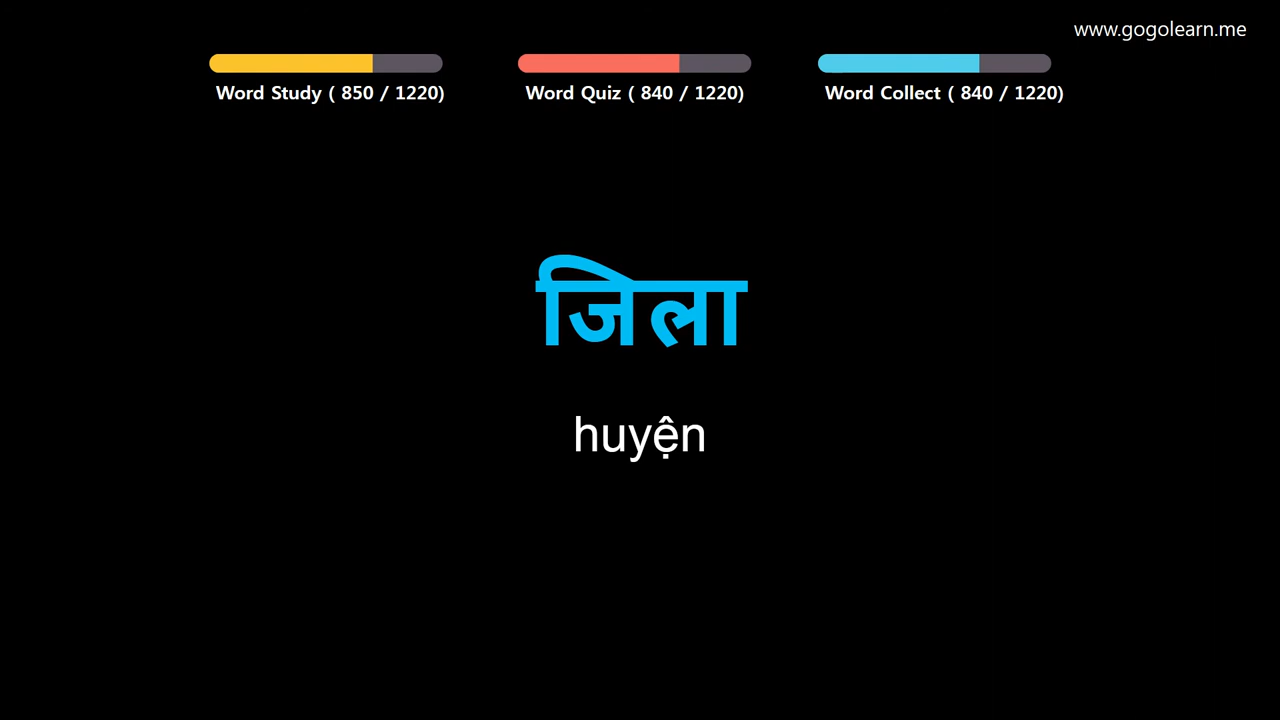 www.gogolearn.me
Word Study ( 850 / 1220)
Word Quiz ( 840 / 1220)
Word Collect ( 840 / 1220)
जिला
huyện